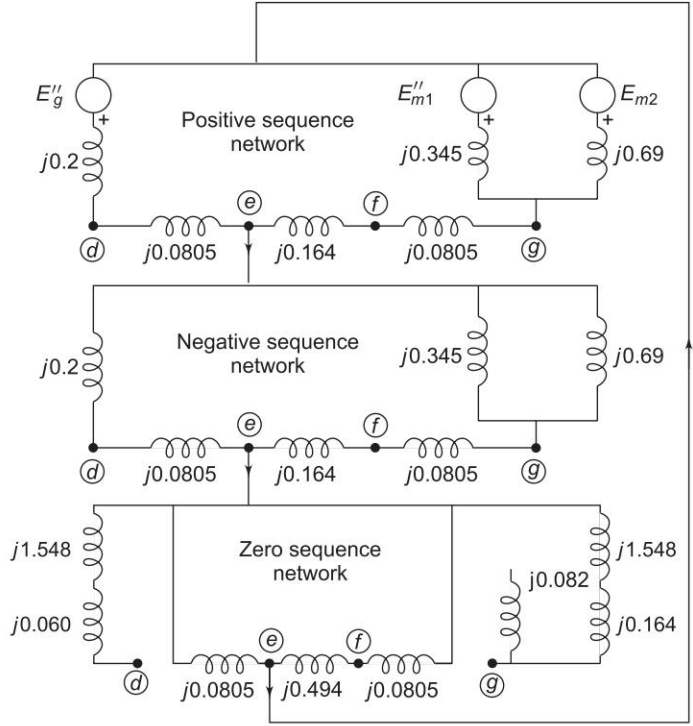 E″g
+
Positive sequence
network
E″m1
+
Em2
+
j0.2
j0.345
j0.69
e
f
d
j0.0805
j0.164
j0.0805
g
Negative sequence
network
j0.2
j0.345
j0.69
e
f
d
j0.0805
j0.164
j0.0805
g
j1.548
Zero sequence
network
j1.548
j0.082
j0.060
j0.164
e
f
d
j0.0805
j0.494
j0.0805
g